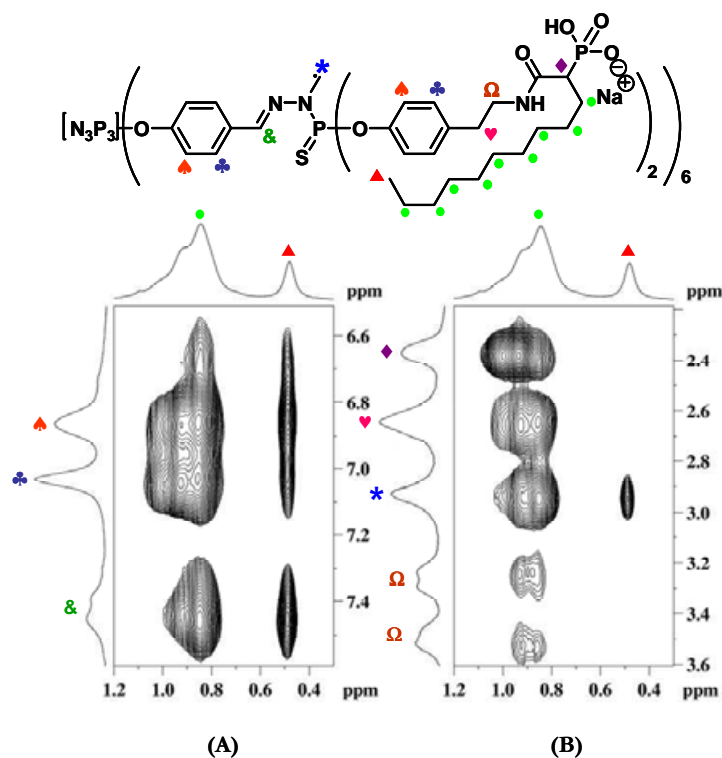 HO O
P
O ⊖
♦
* Ω O Na ⊕
♠ ♣ NH
[N3P3] O N N P O
& S ♥
♠ ♣ ▲ 2 6
● ▲ ● ▲
ppm ppm
6.6
♦ 2.4
6.8
♠ ♥ 2.6
7.0
♣ 2.8
* 3.0
7.2
3.2
Ω
& 7.4 3.4
Ω
3.6
1.2 1.0 0.8 0.6 0.4 ppm 1.2 1.0 0.8 0.6 0.4 ppm
(A) (B)